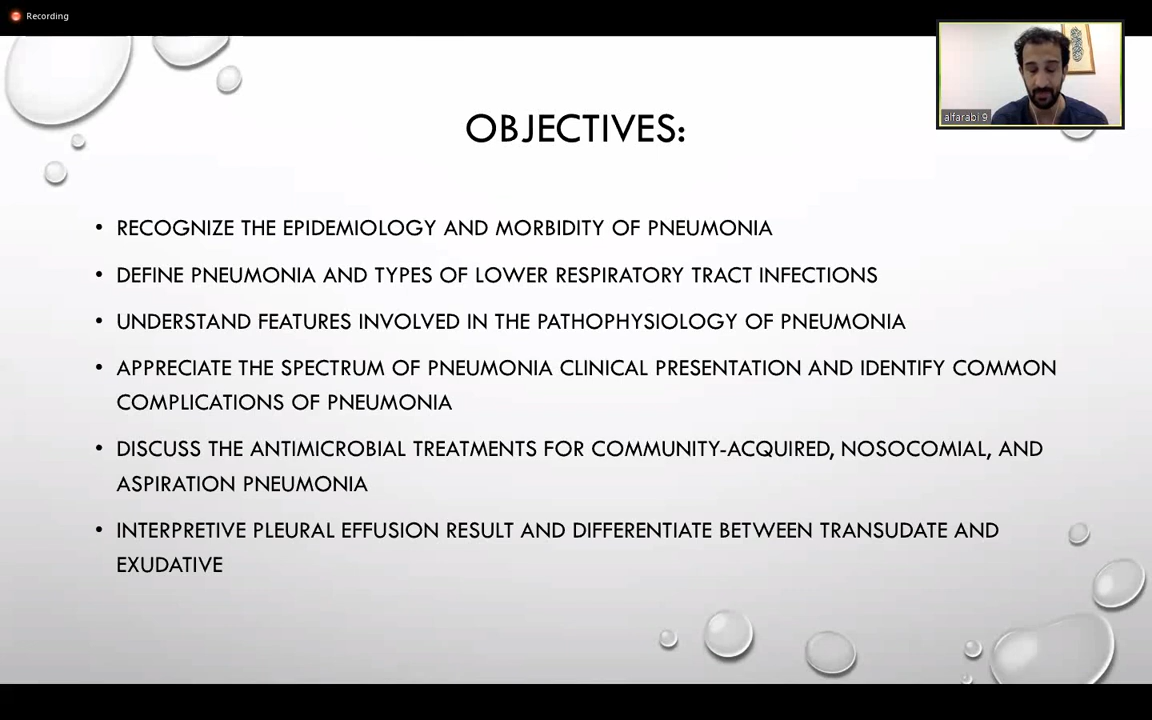 Recording
alfarabi 9
OBJECTIVES:
• RECOGNIZE THE EPIDEMIOLOGY AND MORBIDITY OF PNEUMONIA
• DEFINE PNEUMONIA AND TYPES OF LOWER RESPIRATORY TRACT INFECTIONS
• UNDERSTAND FEATURES INVOLVED IN THE PATHOPHYSIOLOGY OF PNEUMONIA
• APPRECIATE THE SPECTRUM OF PNEUMONIA CLINICAL PRESENTATION AND IDENTIFY COMMON
COMPLICATIONS OF PNEUMONIA
• DISCUSS THE ANTIMICROBIAL TREATMENTS FOR COMMUNITY-ACQUIRED, NOSOCOMIAL, AND
ASPIRATION PNEUMONIA
• INTERPRETIVE PLEURAL EFFUSION RESULT AND DIFFERENTIATE BETWEEN TRANSUDATE AND
EXUDATIVE